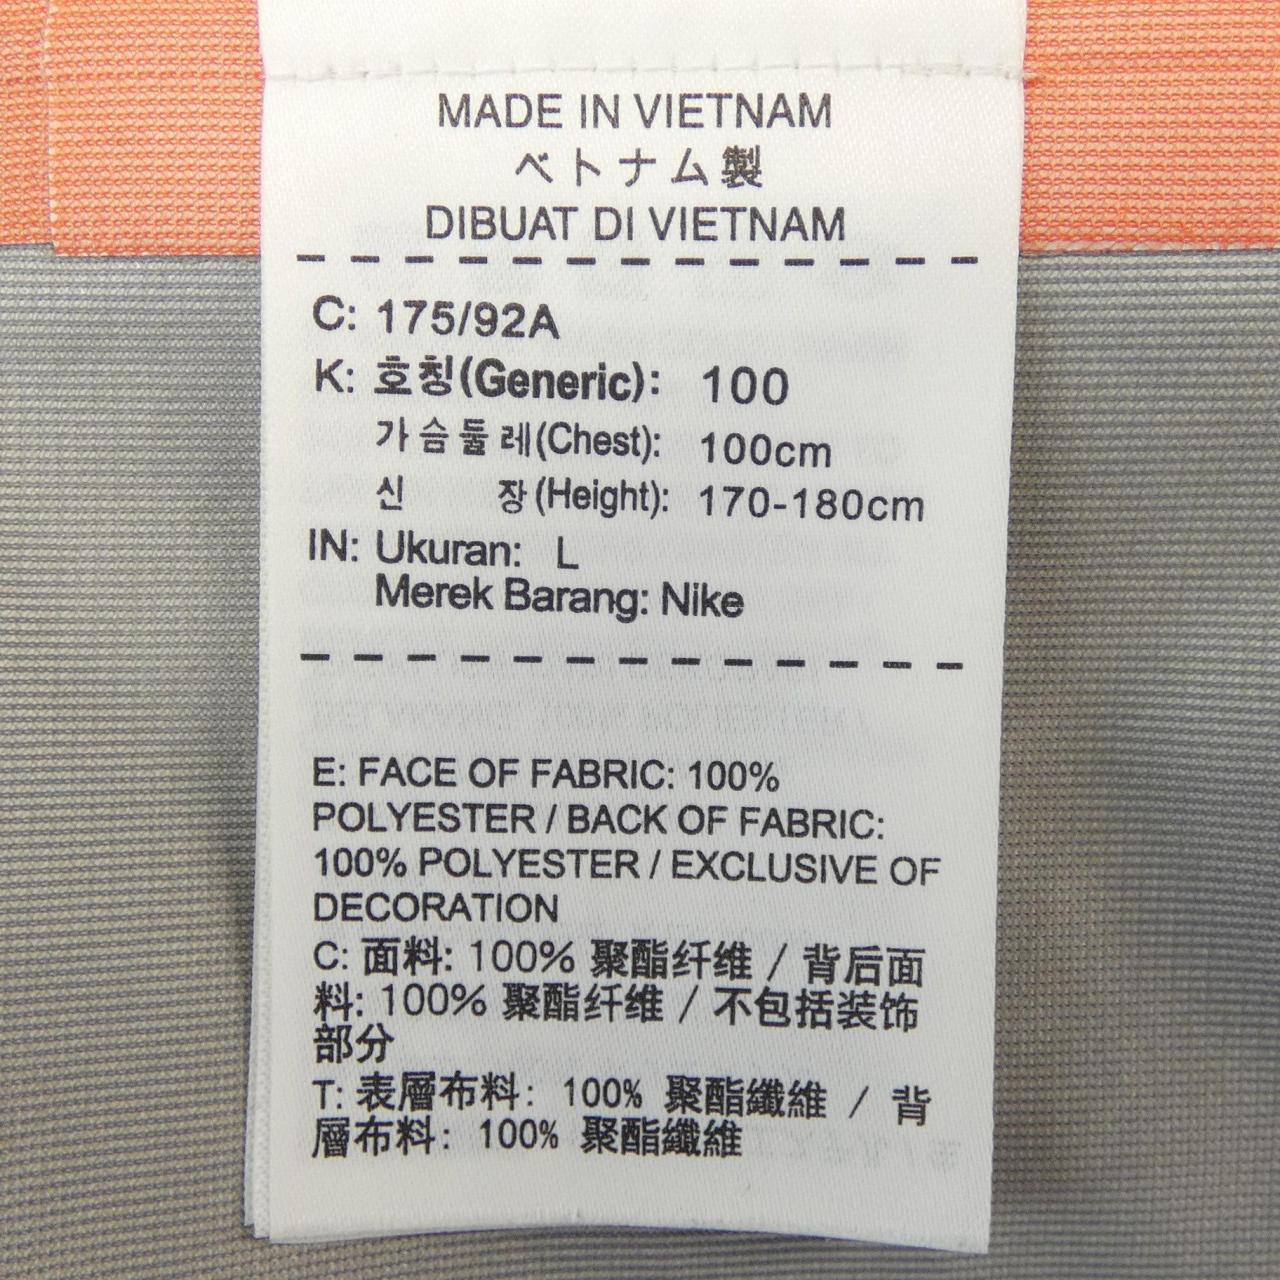 MADE IN VIETNAM
ベトナム製
DIBUAT DI VIETNAM
C: 175/92A
K: 호칭(Generic): 100
가슴둘레(Chest): 100cm
신 장(Height): 170-180cm
IN: Ukuran: L
Merek Barang: Nike
E: FACE OF FABRIC: 100%
POLYESTER / BACK OF FABRIC:
100% POLYESTER / EXCLUSIVE OF
DECORATION
C: 面料: 100% 聚酯纤维 / 背后面
料: 100% 聚酯纤维 / 不包括装饰
部分
T: 表層布料: 100% 聚酯纖維 / 背
層布料: 100% 聚酯纖維